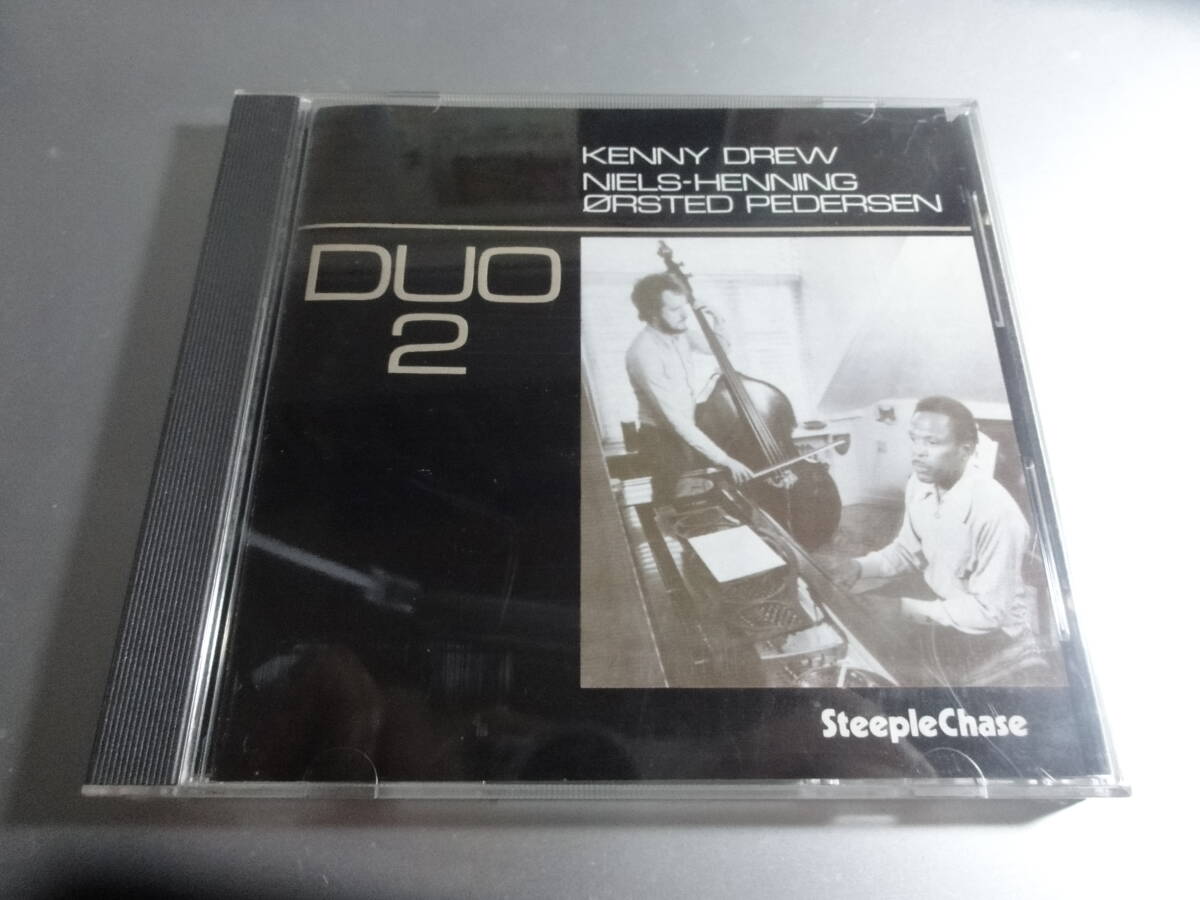 KENNY DREW
NIELS-HENNING
ØRSTED PEDERSEN
DUO
2
SteepleChase